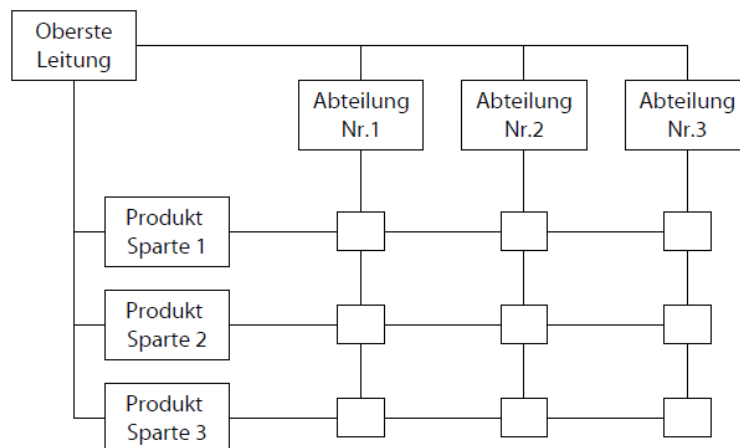 Oberste
Leitung
Abteilung
Nr.1
Abteilung
Nr.2
Abteilung
Nr.3
Produkt
Sparte 1
Produkt
Sparte 2
Produkt
Sparte 3